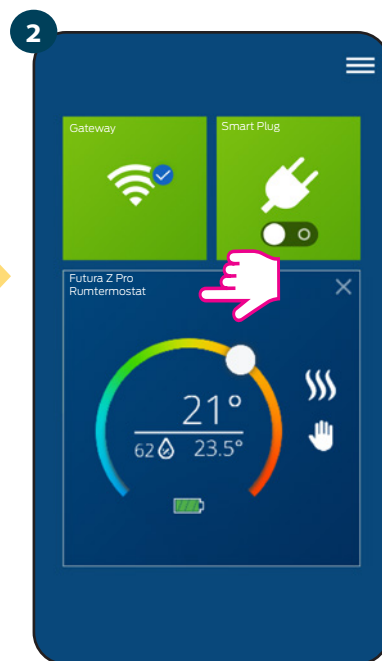 2
Gateway
Smart Plug
Futura Z Pro
Rumtermostat
21°
62 23.5°